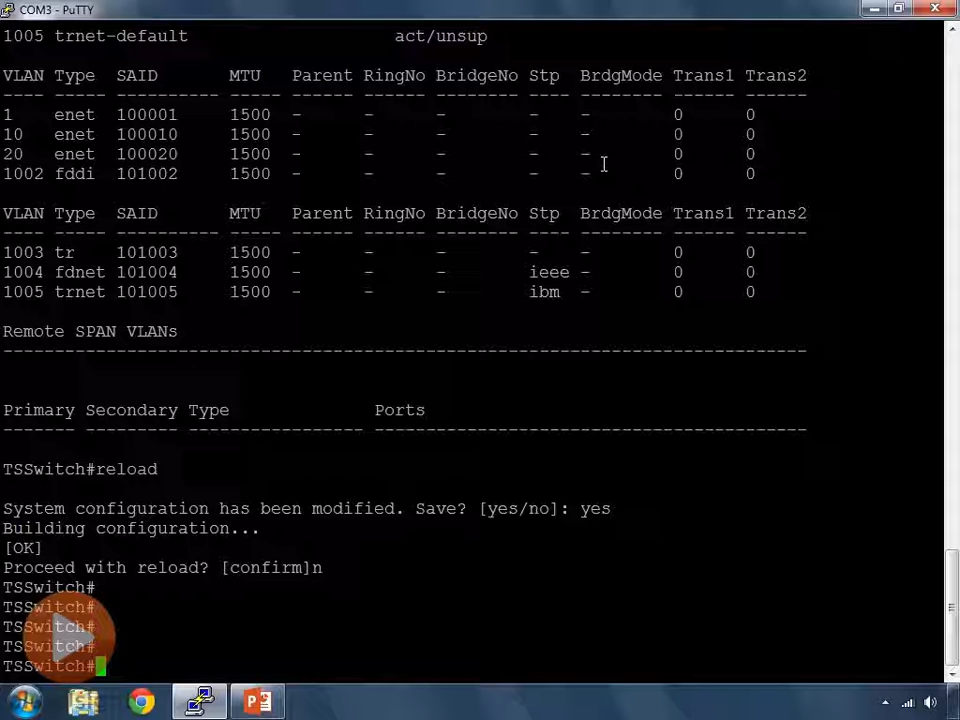 COM3 - PuTTY
1005 trnet-default                     act/unsup
VLAN Type  SAID       MTU   Parent RingNo BridgeNo Stp  BrdgMode Trans1 Trans2
---- ----- ---------- ----- ------ ------ -------- ---- -------- ------ ------
1    enet  100001     1500  -      -      -        -    -        0      0
10   enet  100010     1500  -      -      -        -    -        0      0
20   enet  100020     1500  -      -      -        -    -        0      0
1002 fddi  101002     1500  -      -      -        -    -        0      0
VLAN Type  SAID       MTU   Parent RingNo BridgeNo Stp  BrdgMode Trans1 Trans2
---- ----- ---------- ----- ------ ------ -------- ---- -------- ------ ------
1003 tr    101003     1500  -      -      -        -    -        0      0
1004 fdnet 101004     1500  -      -      -        ieee -        0      0
1005 trnet 101005     1500  -      -      -        ibm  -        0      0
Remote SPAN VLANs
------------------------------------------------------------------------------
Primary Secondary Type              Ports
------- --------- ----------------- ------------------------------------------
TSSwitch#reload
System configuration has been modified. Save? [yes/no]: yes
Building configuration...
[OK]
Proceed with reload? [confirm]n
TSSwitch#
TSSwitch#
TSSwitch#
TSSwitch#
TSSwitch#